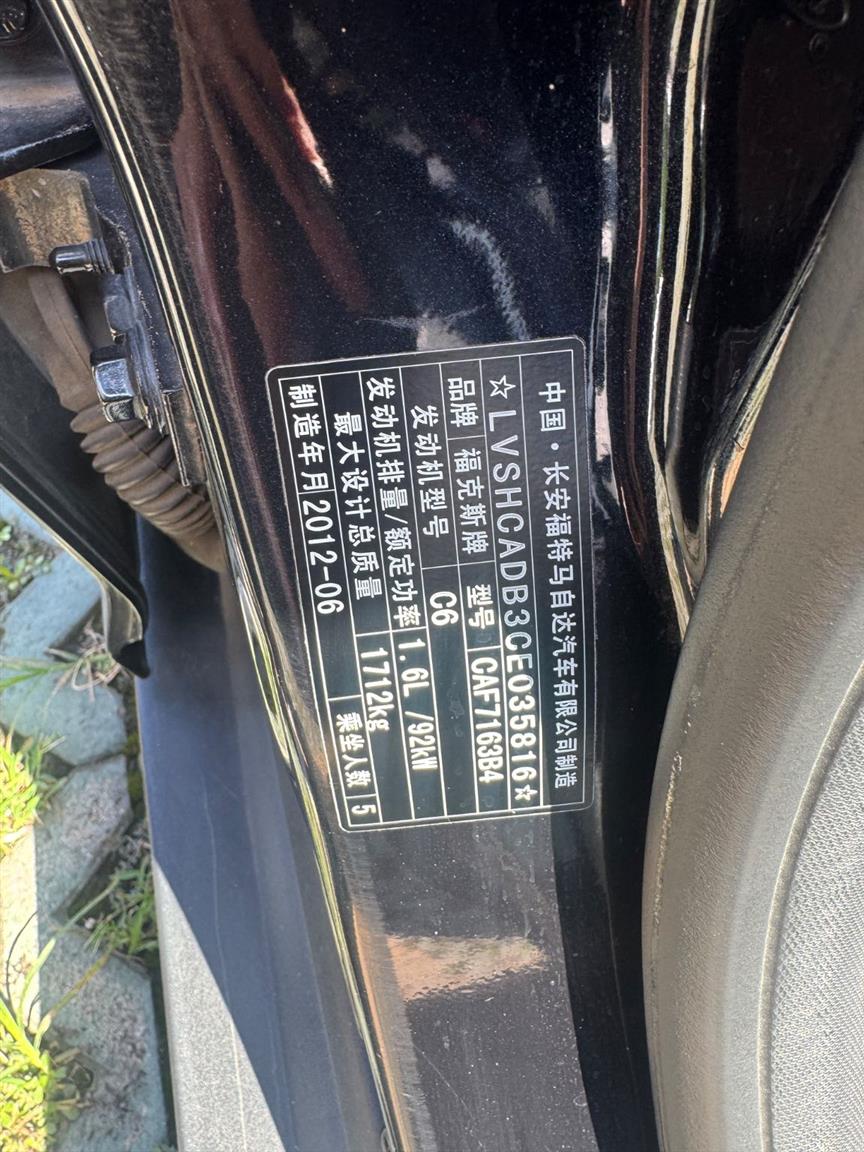 中国·长安福特马自达汽车有限公司制造
☆LVSHCADB3CE035816☆
品牌 福克斯牌 型号 CAF7163B4
发动机型号 C6
发动机排量/额定功率 1.6L /92kW
最大设计总质量 1712kg
制造年月 2012-06 乘坐人数 5